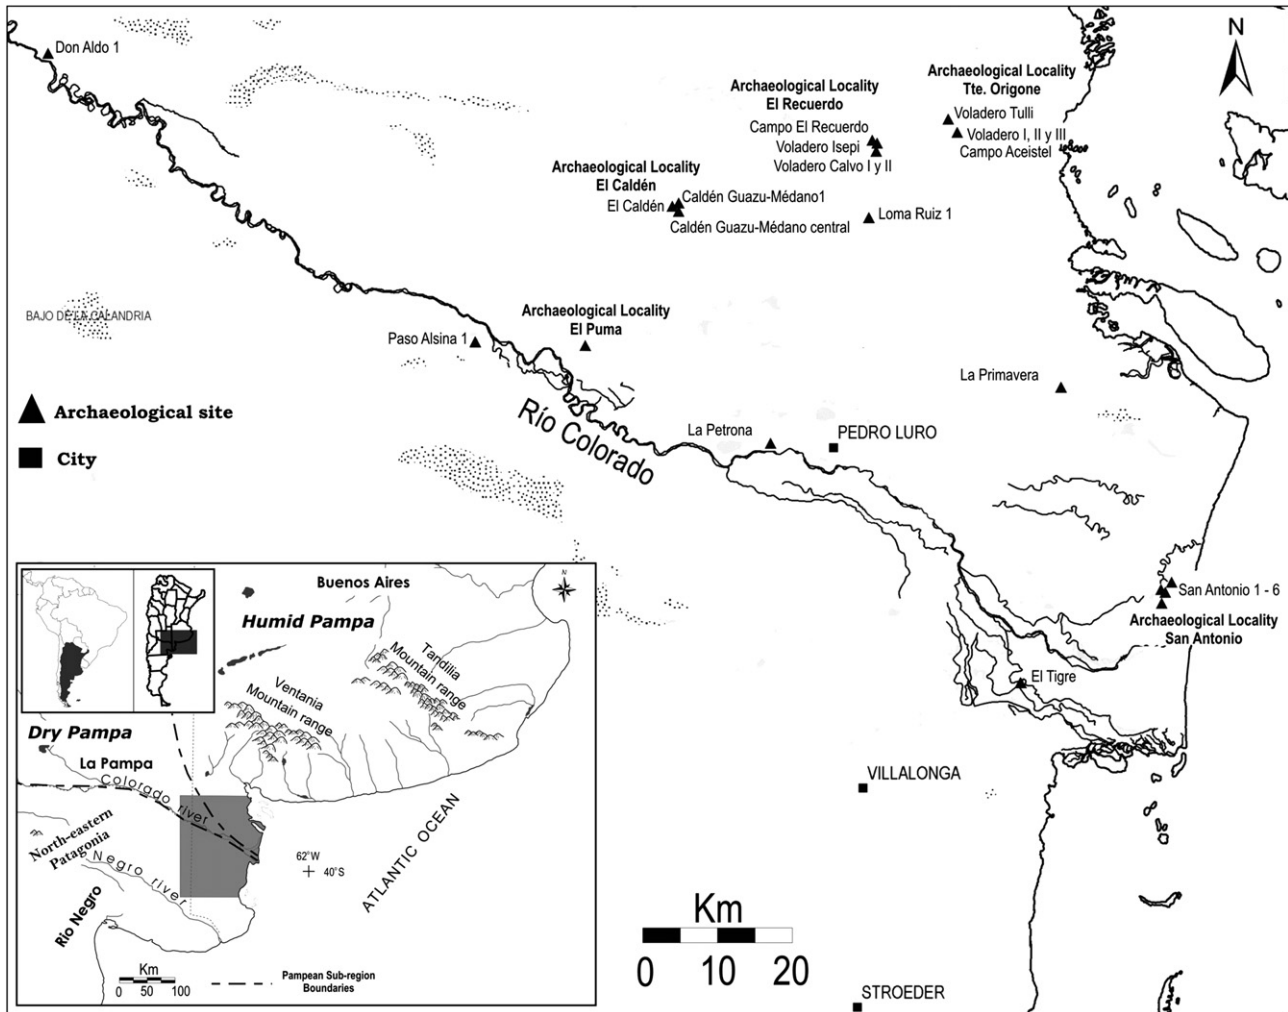 N
Don Aldo 1
Archaeological Locality
Tte. Origone
Voladero Tulli
Voladero I, II y III
Campo Aceistel
Archaeological Locality
El Recuerdo
Campo El Recuerdo
Voladero Isepi
Voladero Calvo I y II
Archaeological Locality
El Caldén
Caldén Guazu-Médano1
El Caldén
Caldén Guazu-Médano central
Loma Ruiz 1
BAJO DE LA CALANDRIA
Archaeological Locality
El Puma
Paso Alsina 1
La Primavera
Archaeological site
City
Río Colorado
La Petrona
PEDRO LURO
San Antonio 1 - 6
Archaeological Locality
San Antonio
El Tigre
VILLALONGA
STROEDER
Km
0 10 20
Buenos Aires
Humid Pampa
Tandilia
Mountain range
Ventania
Mountain range
Dry Pampa
La Pampa
Colorado river
North-eastern
Patagonia
Negro river
Rio Negro
62°W
40°S
ATLANTIC OCEAN
Km
0 50 100
Pampean Sub-region
Boundaries